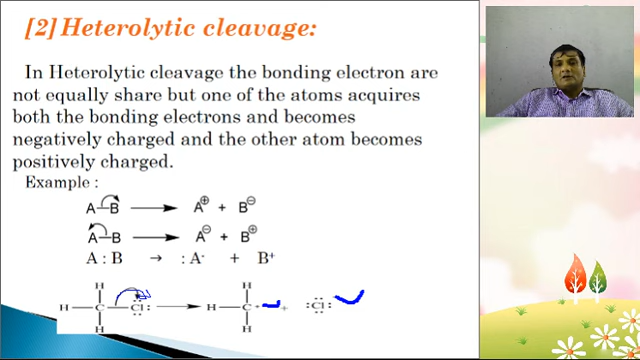 [2] Heterolytic cleavage:
In Heterolytic cleavage the bonding electron are
not equally share but one of the atoms acquires
both the bonding electrons and becomes
negatively charged and the other atom becomes
positively charged.
Example :
A—B ⟶ A⊕ + B⊖
A—B ⟶ A⊖ + B⊕
A : B → : A⁻ + B⁺
H H
H—C—Cl: ⟶ H—C+ + :Cl:
H H